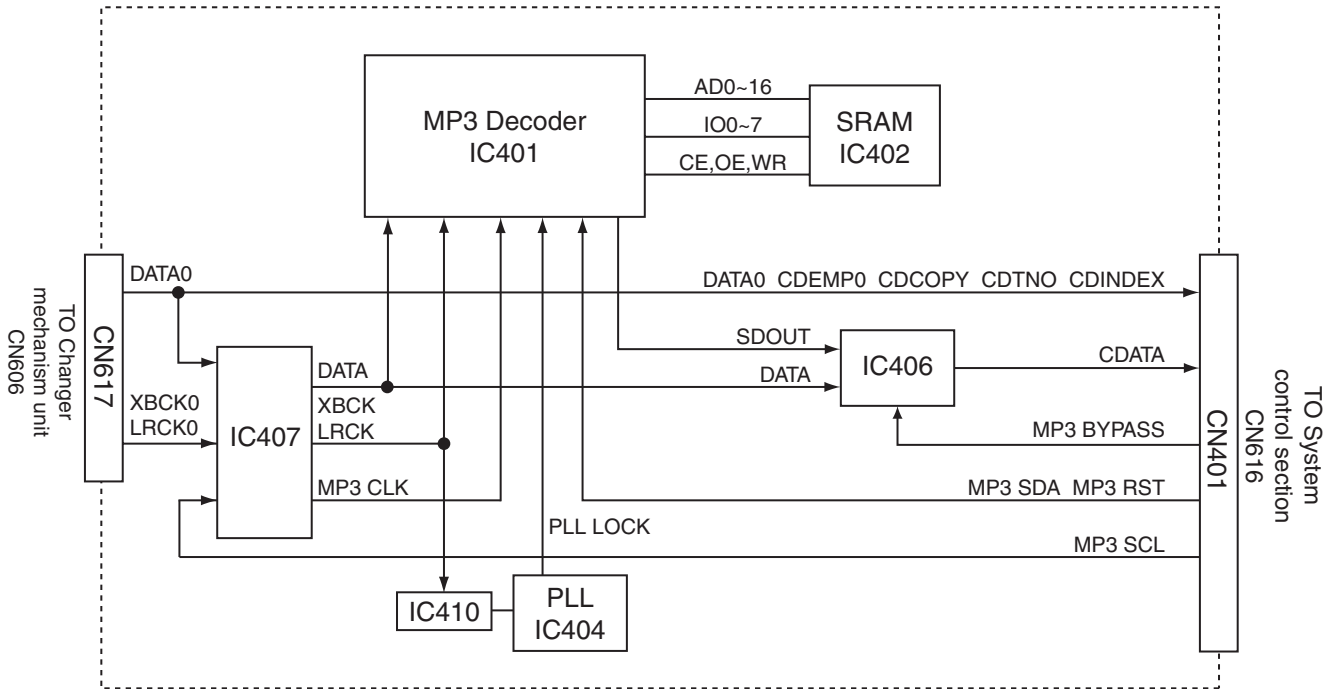 MP3 Decoder
IC401
AD0~16
IO0~7
CE,OE,WR
SRAM
IC402
TO Changer
mechanism unit
CN606
CN617
DATA0
DATA0 CDEMP0 CDCOPY CDTNO CDINDEX
XBCK0
LRCK0
IC407
DATA
XBCK
LRCK
MP3 CLK
SDOUT
DATA
IC406
CDATA
MP3 BYPASS
MP3 SDA MP3 RST
MP3 SCL
PLL LOCK
IC410
PLL
IC404
CN401
TO System
control section
CN616